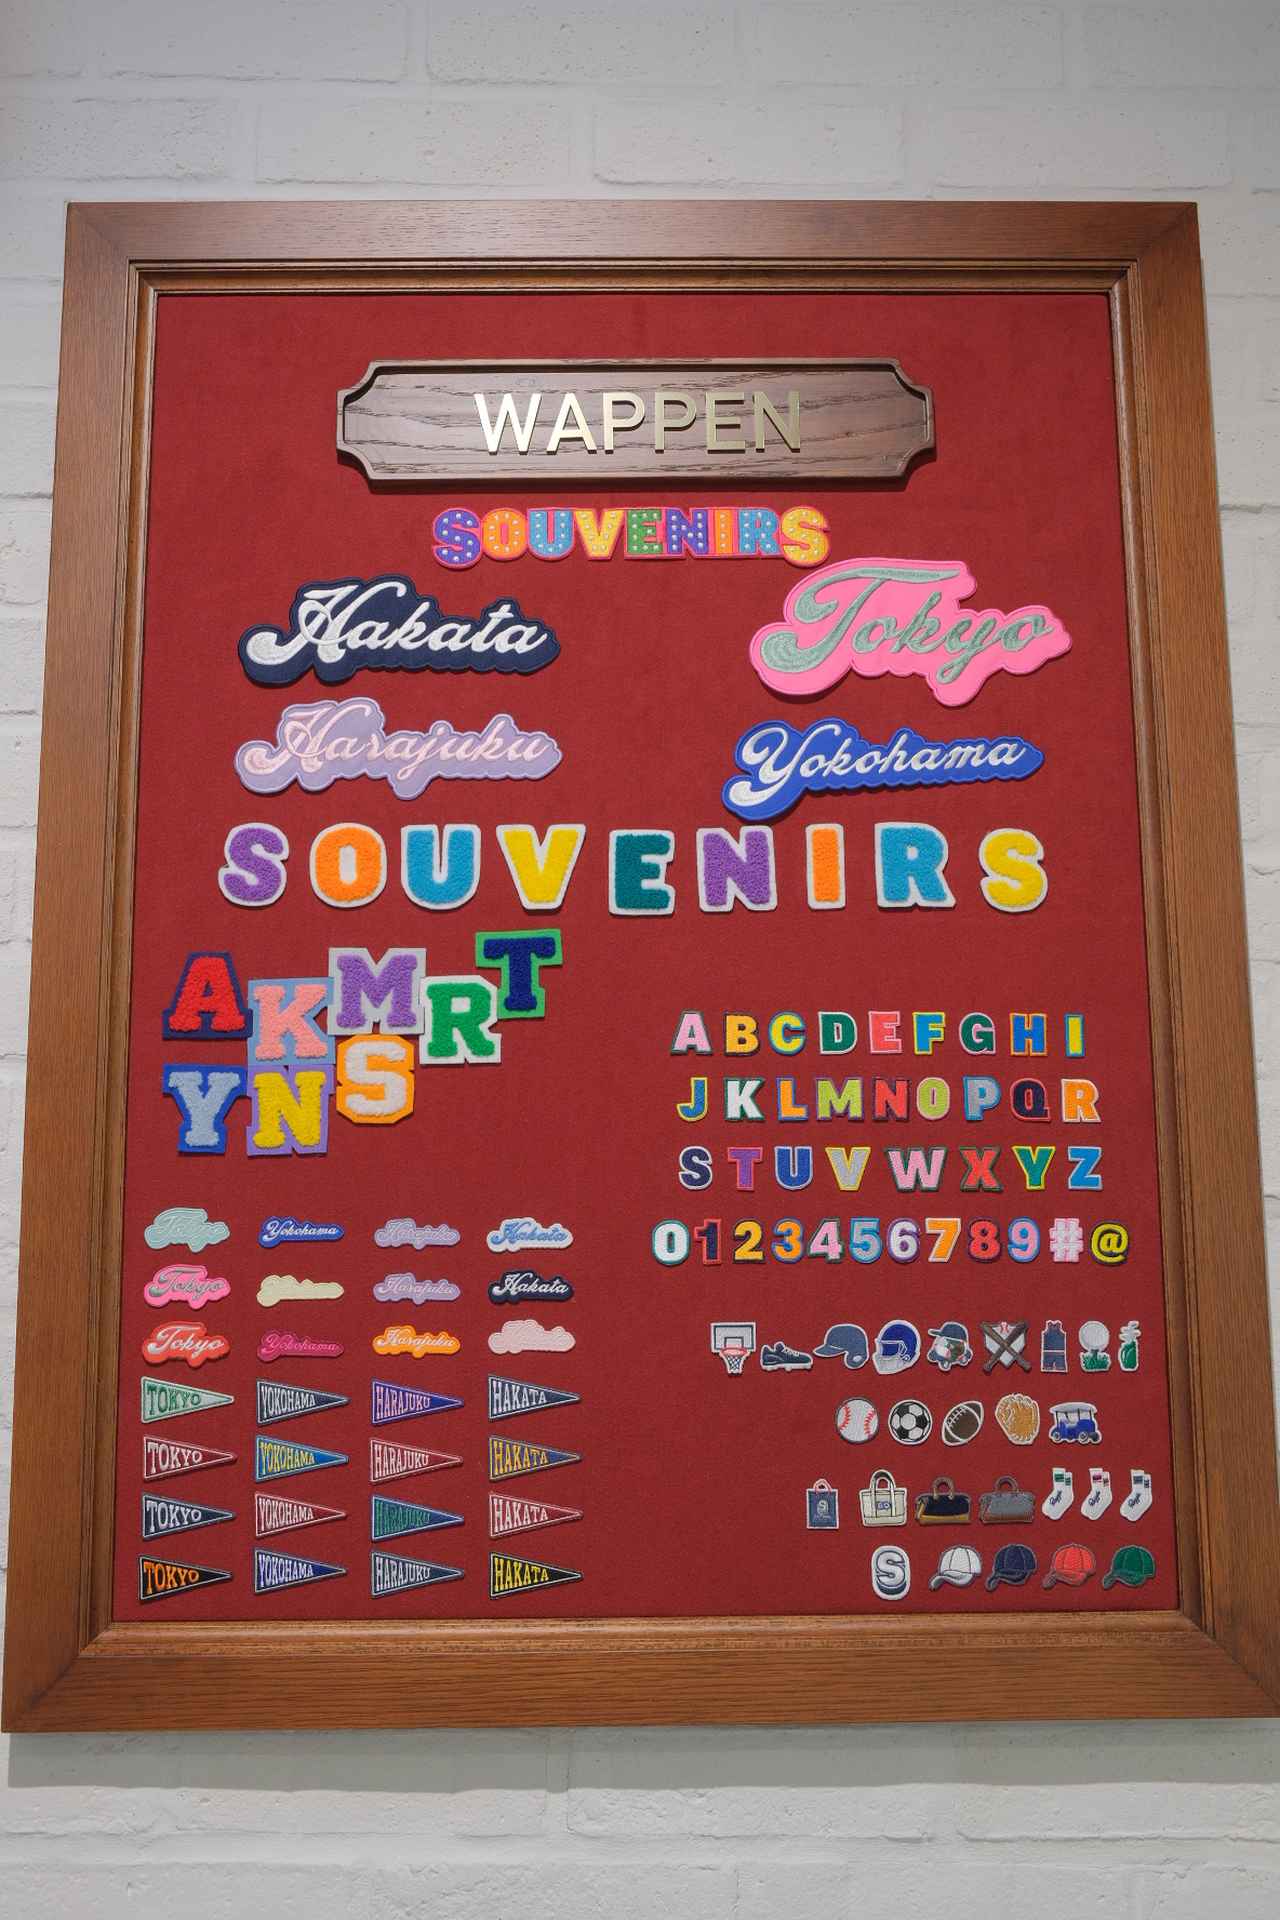 WAPPEN
SOUVENIRS
Hakata
Tokyo
Harajuku
Yokohama
SOUVENIRS
AKMRT
YNS
ABCDEFGHI
JKLMNOPQR
STUVWXYZ
0123456789#@
Tokyo Yokohama Harajuku Hakata
Tokyo Harajuku Hakata
Tokyo Yokohama Harajuku
TOKYO YOKOHAMA HARAJUKU HAKATA
TOKYO YOKOHAMA HARAJUKU HAKATA
TOKYO YOKOHAMA HARAJUKU HAKATA
TOKYO YOKOHAMA HARAJUKU HAKATA
S